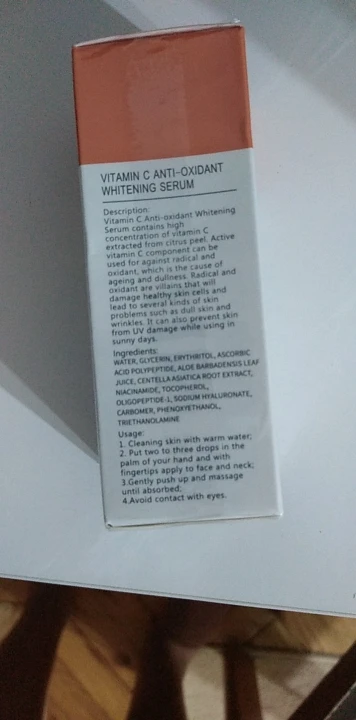 VITAMIN C ANTI-OXIDANT
WHITENING SERUM
Description:
Vitamin C Anti-oxidant Whitening
Serum contains high
concentration of vitamin C
extracted from citrus peel. Active
vitamin C component can be
used for against radical and
oxidant, which is the cause of
ageing and dullness. Radical and
oxidant are villains that will
damage healthy skin cells and
lead to several kinds of skin
problems such as dull skin and
wrinkles. It can also prevent skin
from UV damage while using in
sunny days.
Ingredients:
WATER, GLYCERIN, ERYTHRITOL, ASCORBIC
ACID POLYPEPTIDE, ALOE BARBADENSIS LEAF
JUICE, CENTELLA ASIATICA ROOT EXTRACT,
NIACINAMIDE, TOCOPHEROL,
OLIGOPEPTIDE-1, SODIUM HYALURONATE,
CARBOMER, PHENOXYETHANOL,
TRIETHANOLAMINE
Usage:
1. Cleaning skin with warm water;
2. Put two to three drops in the
palm of your hand and with
fingertips apply to face and neck;
3.Gently push up and massage
until absorbed;
4.Avoid contact with eyes.